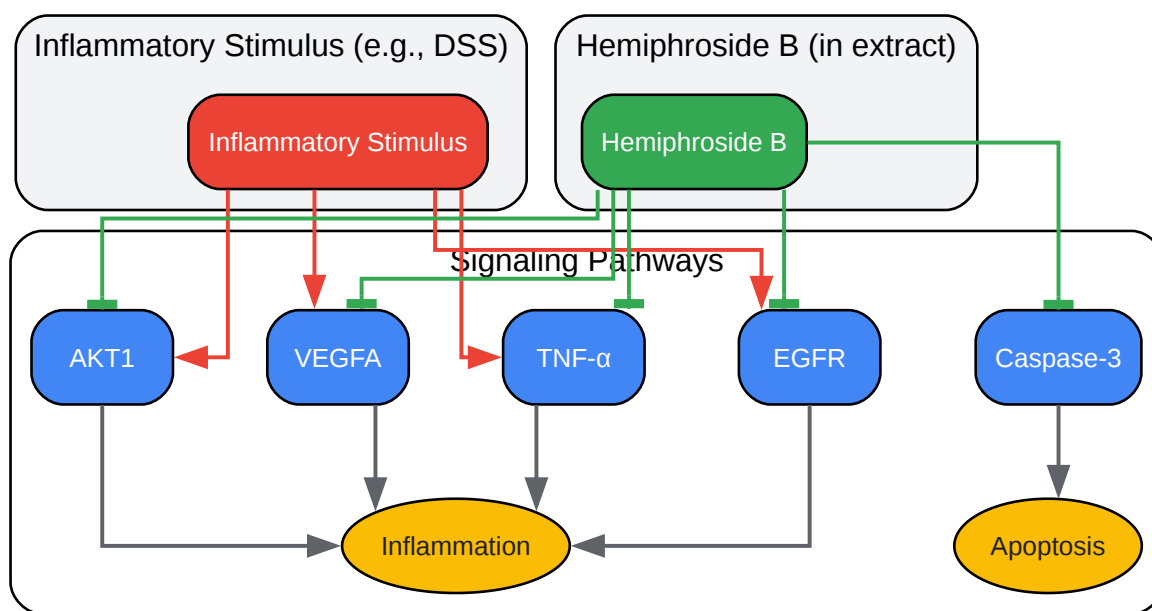 Inflammatory Stimulus (e.g., DSS)
Hemiphroside B (in extract)
Inflammatory Stimulus
Hemiphroside B
Signaling Pathways
AKT1
VEGFA
TNF-α
EGFR
Caspase-3
Inflammation
Apoptosis